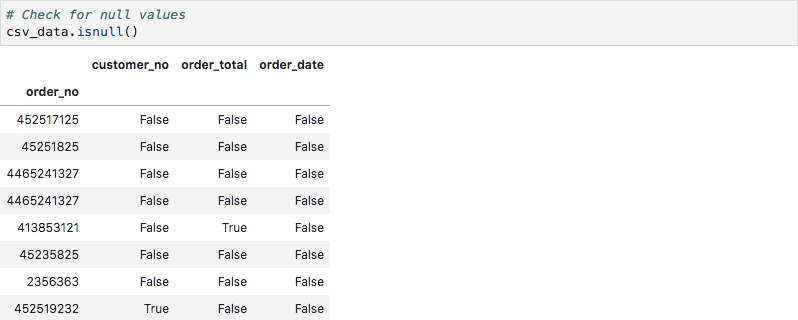 # Check for null values
csv_data.isnull()
customer_no order_total order_date
order_no
452517125 False False False
45251825 False False False
4465241327 False False False
4465241327 False False False
413853121 False True False
45235825 False False False
2356363 False False False
452519232 True False False